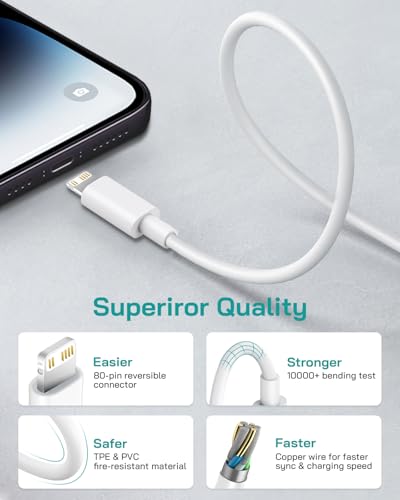 Superiror Quality
Easier
80-pin reversible
connector
Stronger
10000+ bending test
Safer
TPE & PVC
fire-resistant material
Faster
Copper wire for faster
sync & charging speed